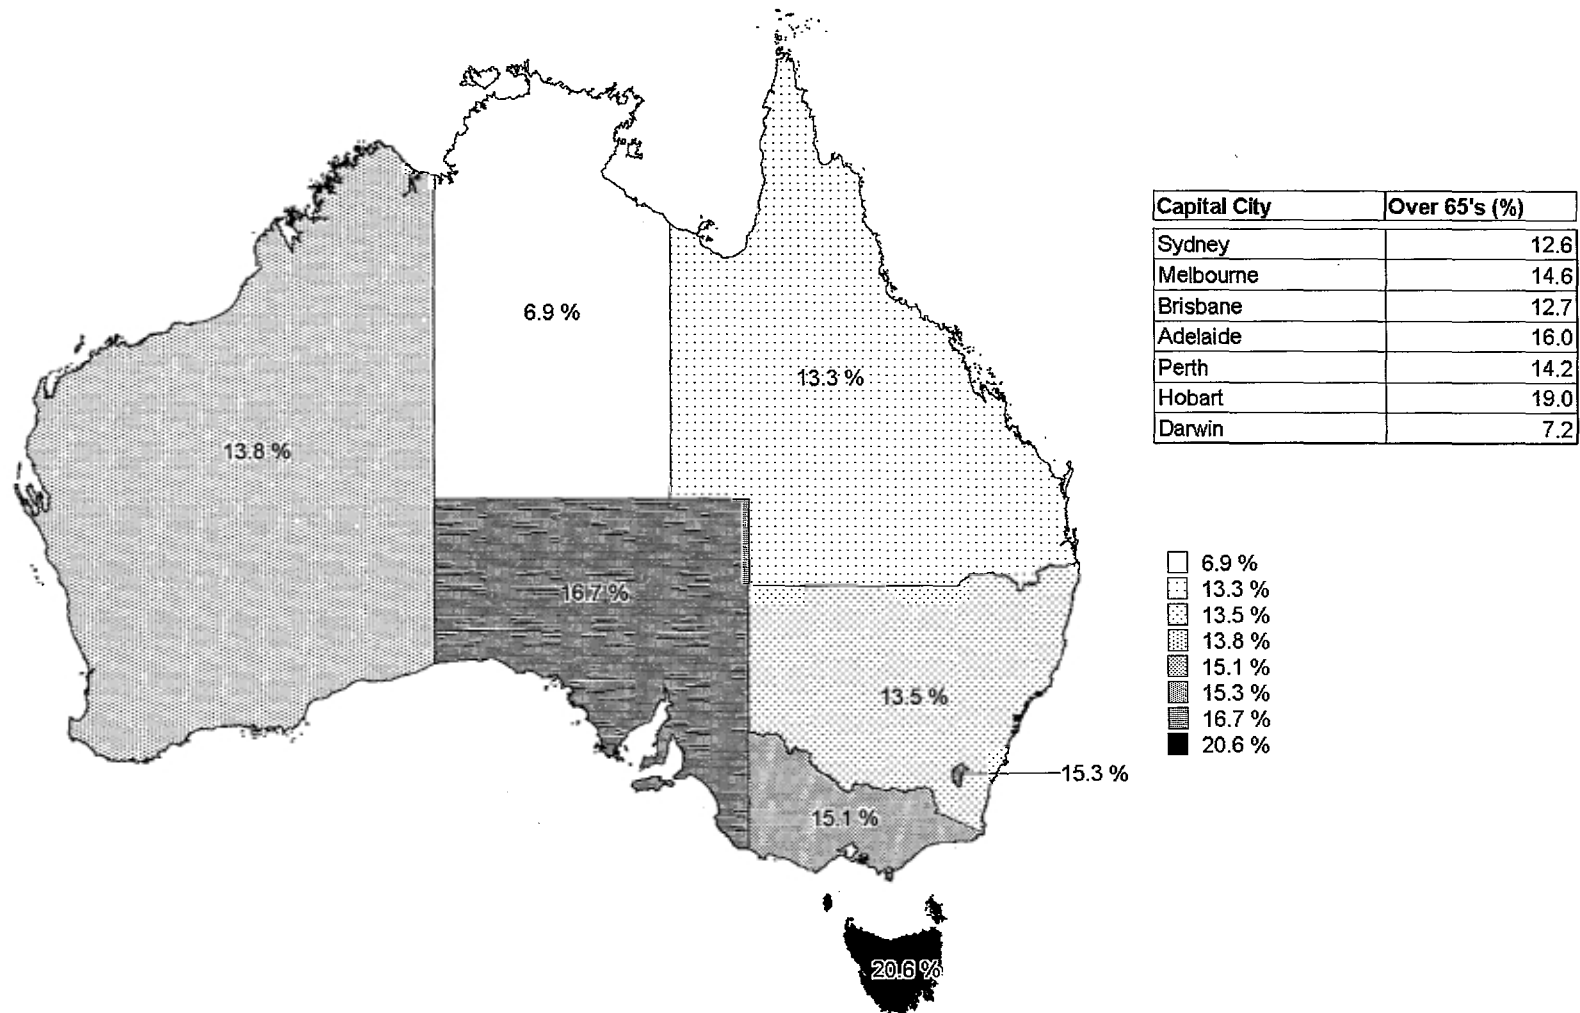 6.9 %
13.3 %
13.8 %
16.7 %
13.5 %
15.3 %
15.1 %
20.6 %
Capital City Over 65's (%)
Sydney 12.6
Melbourne 14.6
Brisbane 12.7
Adelaide 16.0
Perth 14.2
Hobart 19.0
Darwin 7.2
6.9 %
13.3 %
13.5 %
13.8 %
15.1 %
15.3 %
16.7 %
20.6 %